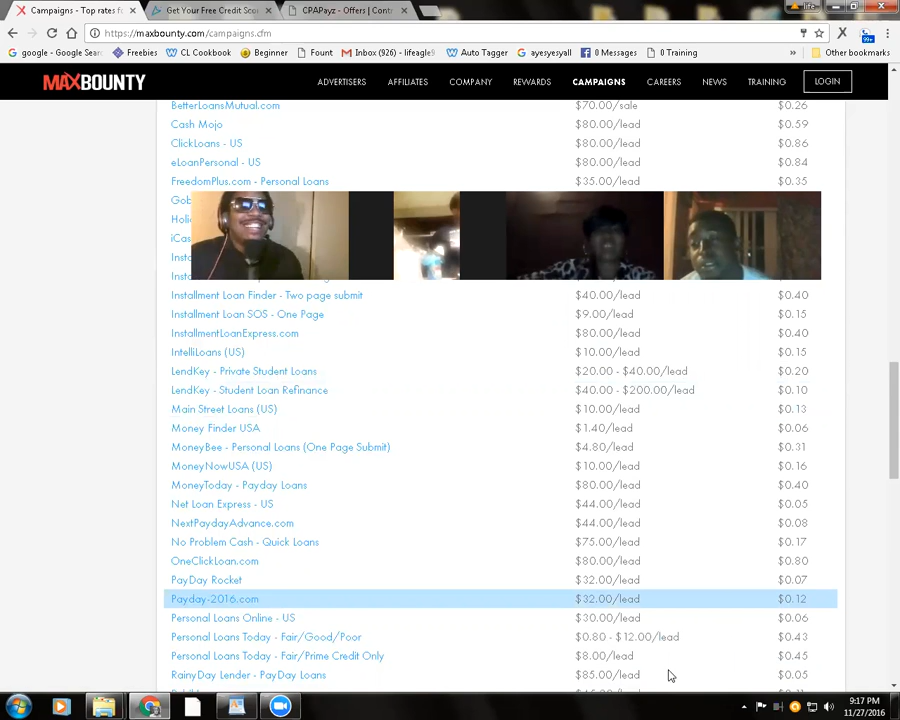 Campaigns - Top rates f
Get Your Free Credit Sco
CPAPayz - Offers | Cont
life
https://maxbounty.com/campaigns.cfm
99+
google - Google Sear
Freebies
CL Cookbook
Beginner
Fount
Inbox (926) - lifeagle9
Auto Tagger
ayesyesyall
0 Messages
0 Training
»
Other bookmarks
MAXBOUNTY
ADVERTISERS
AFFILIATES
COMPANY
REWARDS
CAMPAIGNS
CAREERS
NEWS
TRAINING
LOGIN
BetterLoansMutual.com $70.00/sale $0.26
Cash Mojo $80.00/lead $0.59
ClickLoans - US $80.00/lead $0.86
eLoanPersonal - US $80.00/lead $0.84
FreedomPlus.com - Personal Loans $35.00/lead $0.35
Gob
Holi
iCas
Inst
Inst
Installment Loan Finder - Two page submit $40.00/lead $0.40
Installment Loan SOS - One Page $9.00/lead $0.15
InstallmentLoanExpress.com $80.00/lead $0.40
IntelliLoans (US) $10.00/lead $0.15
LendKey - Private Student Loans $20.00 - $40.00/lead $0.20
LendKey - Student Loan Refinance $40.00 - $200.00/lead $0.10
Main Street Loans (US) $10.00/lead $0.13
Money Finder USA $1.40/lead $0.06
MoneyBee - Personal Loans (One Page Submit) $4.80/lead $0.31
MoneyNowUSA (US) $10.00/lead $0.16
MoneyToday - Payday Loans $80.00/lead $0.40
Net Loan Express - US $44.00/lead $0.05
NextPaydayAdvance.com $44.00/lead $0.08
No Problem Cash - Quick Loans $75.00/lead $0.17
OneClickLoan.com $80.00/lead $0.80
PayDay Rocket $32.00/lead $0.07
Payday-2016.com $32.00/lead $0.12
Personal Loans Online - US $30.00/lead $0.06
Personal Loans Today - Fair/Good/Poor $0.80 - $12.00/lead $0.43
Personal Loans Today - Fair/Prime Credit Only $8.00/lead $0.45
RainyDay Lender - PayDay Loans $85.00/lead $0.05
9:17 PM
11/27/2016